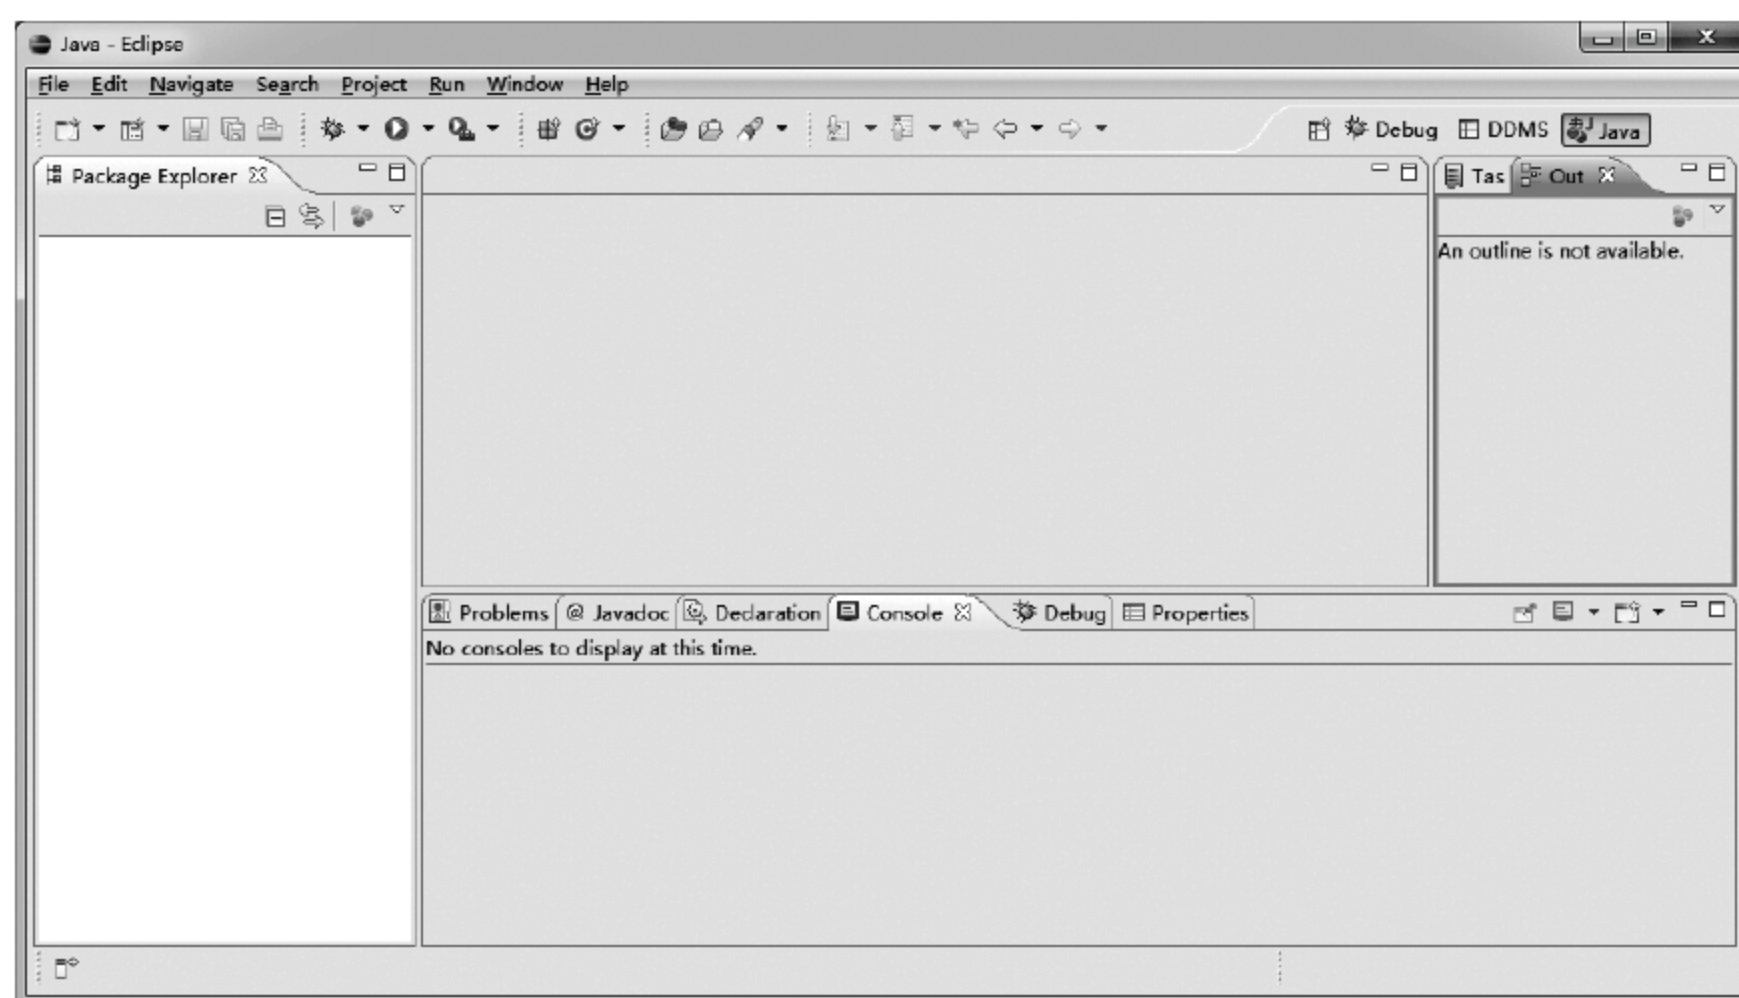 Java - Eclipse
File Edit Navigate Search Project Run Window Help
Debug DDMS Java
Package Explorer
Tas Out
An outline is not available.
Problems @ Javadoc Declaration Console Debug Properties
No consoles to display at this time.